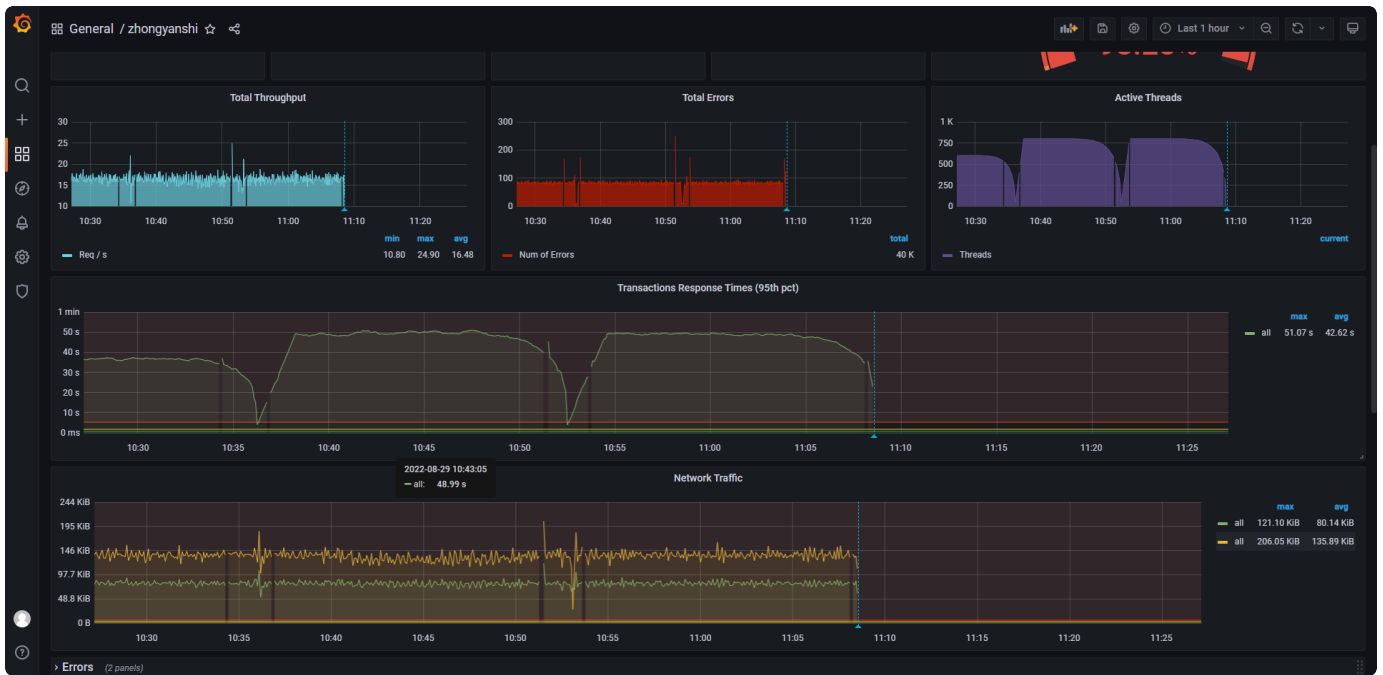 General / zhongyanshi
Last 1 hour
Total Throughput
30
25
20
15
10
10:30 10:40 10:50 11:00 11:10 11:20
min max avg
Req / s 10.80 24.90 16.48
Total Errors
300
200
100
0
10:30 10:40 10:50 11:00 11:10 11:20
total
Num of Errors 40 K
Active Threads
1 K
750
500
250
0
10:30 10:40 10:50 11:00 11:10 11:20
current
Threads
Transactions Response Times (95th pct)
1 min
50 s
40 s
30 s
20 s
10 s
0 ms
10:30 10:35 10:40 10:45 10:50 10:55 11:00 11:05 11:10 11:15 11:20 11:25
max avg
all 51.07 s 42.62 s
2022-08-29 10:43:05
all: 48.99 s
Network Traffic
244 KiB
195 KiB
146 KiB
97.7 KiB
48.8 KiB
0 B
10:30 10:35 10:40 10:45 10:50 10:55 11:00 11:05 11:10 11:15 11:20 11:25
max avg
all 121.10 KiB 80.14 KiB
all 206.05 KiB 135.89 KiB
Errors (2 panels)